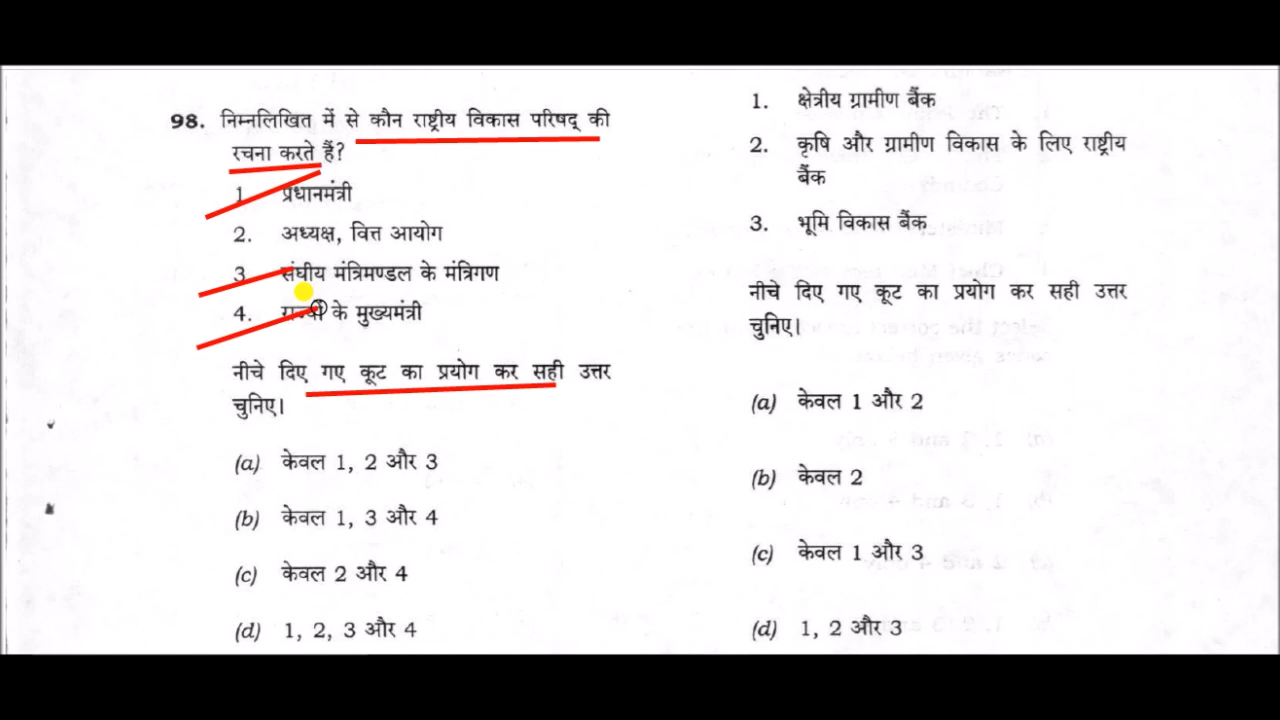 98. निम्नलिखित में से कौन राष्ट्रीय विकास परिषद् की
रचना करते हैं?
1. प्रधानमंत्री
2. अध्यक्ष, वित्त आयोग
3. संघीय मंत्रिमण्डल के मंत्रिगण
4. के मुख्यमंत्री
नीचे दिए गए कूट का प्रयोग कर सही उत्तर
चुनिए।
(a) केवल 1, 2 और 3
(b) केवल 1, 3 और 4
(c) केवल 2 और 4
(d) 1, 2, 3 और 4
1. क्षेत्रीय ग्रामीण बैंक
2. कृषि और ग्रामीण विकास के लिए राष्ट्रीय
बैंक
3. भूमि विकास बैंक
नीचे दिए गए कूट का प्रयोग कर सही उत्तर
चुनिए।
(a) केवल 1 और 2
(b) केवल 2
(c) केवल 1 और 3
(d) 1, 2 और 3